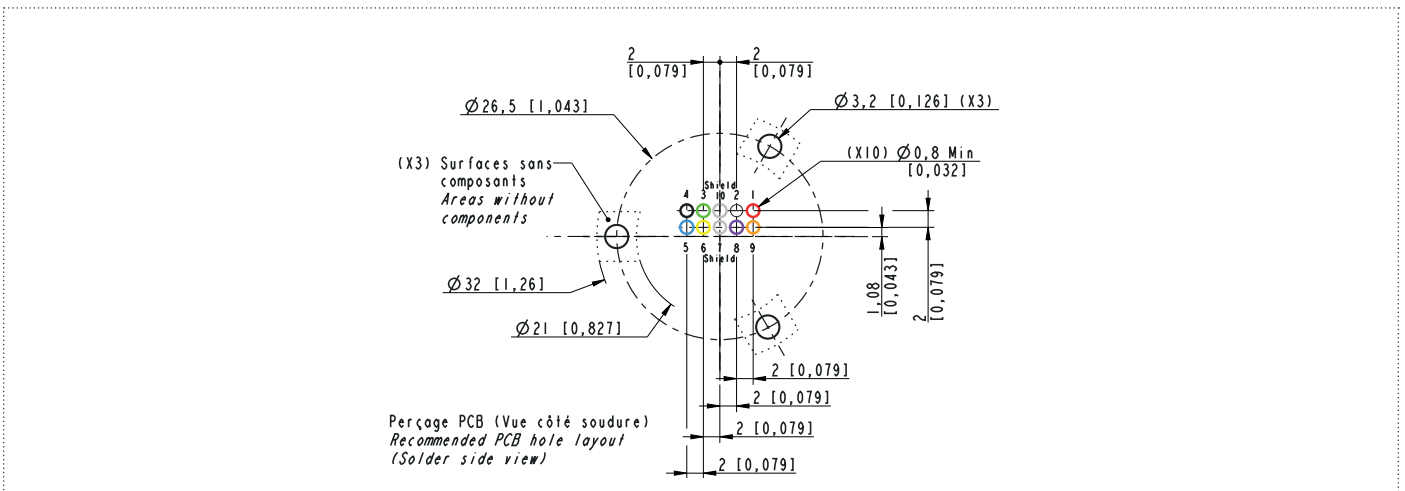 2
[0,079]
2
[0,079]
Ø26,5 [1,043]
Ø3,2 [0,126] (X3)
(X3) Surfaces sans
composants
Areas without
components
(X10) Ø0,8 Min
[0,032]
Shield
4 3 10 2 1
5 6 7 8 9
Shield
Ø32 [1,26]
Ø21 [0,827]
1,08
[0,043]
2
[0,079]
2 [0,079]
2 [0,079]
2 [0,079]
2 [0,079]
Perçage PCB (Vue côté soudure)
Recommended PCB hole layout
(Solder side view)